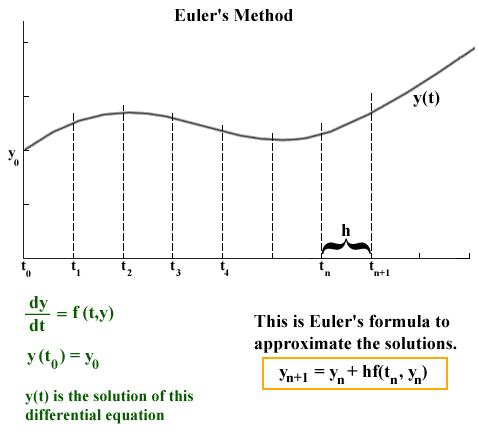 Euler's Method
y(t)
y₀
h
t₀ t₁ t₂ t₃ t₄ tₙ tₙ₊₁
dy/dt = f (t,y)
y (t₀) = y₀
y(t) is the solution of this
differential equation
This is Euler's formula to
approximate the solutions.
yₙ₊₁ = yₙ + hf(tₙ, yₙ)